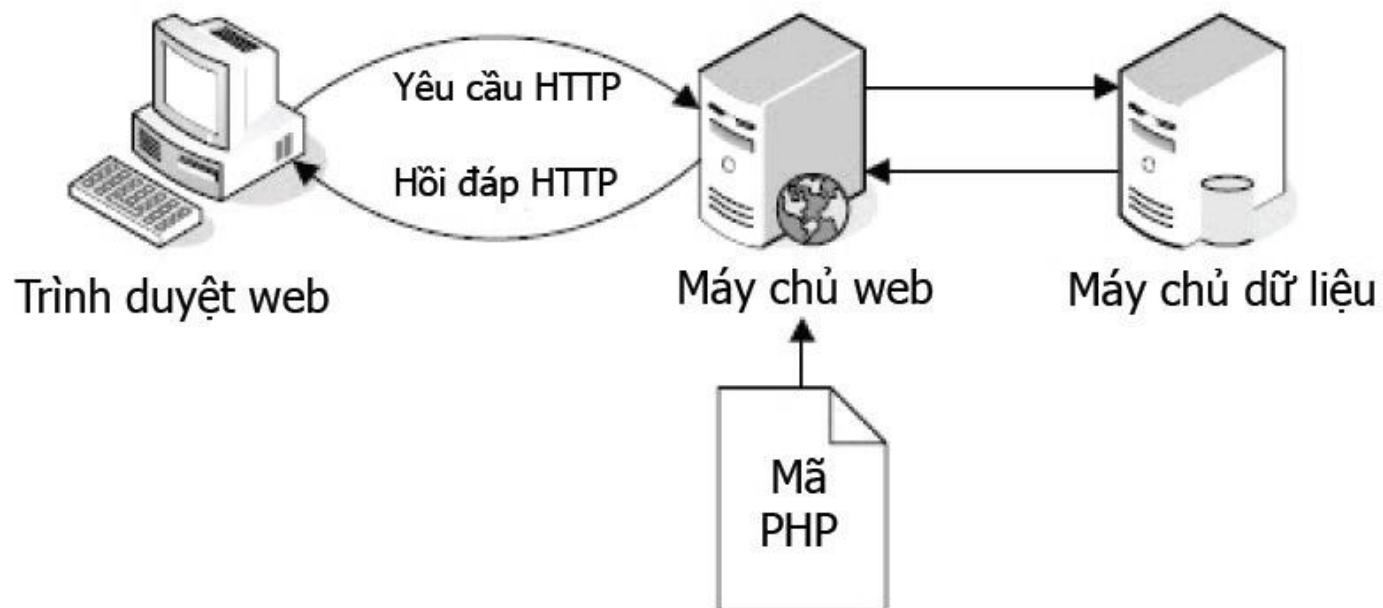 Yêu cầu HTTP
Hồi đáp HTTP
Trình duyệt web
Máy chủ web
Máy chủ dữ liệu
Mã
PHP